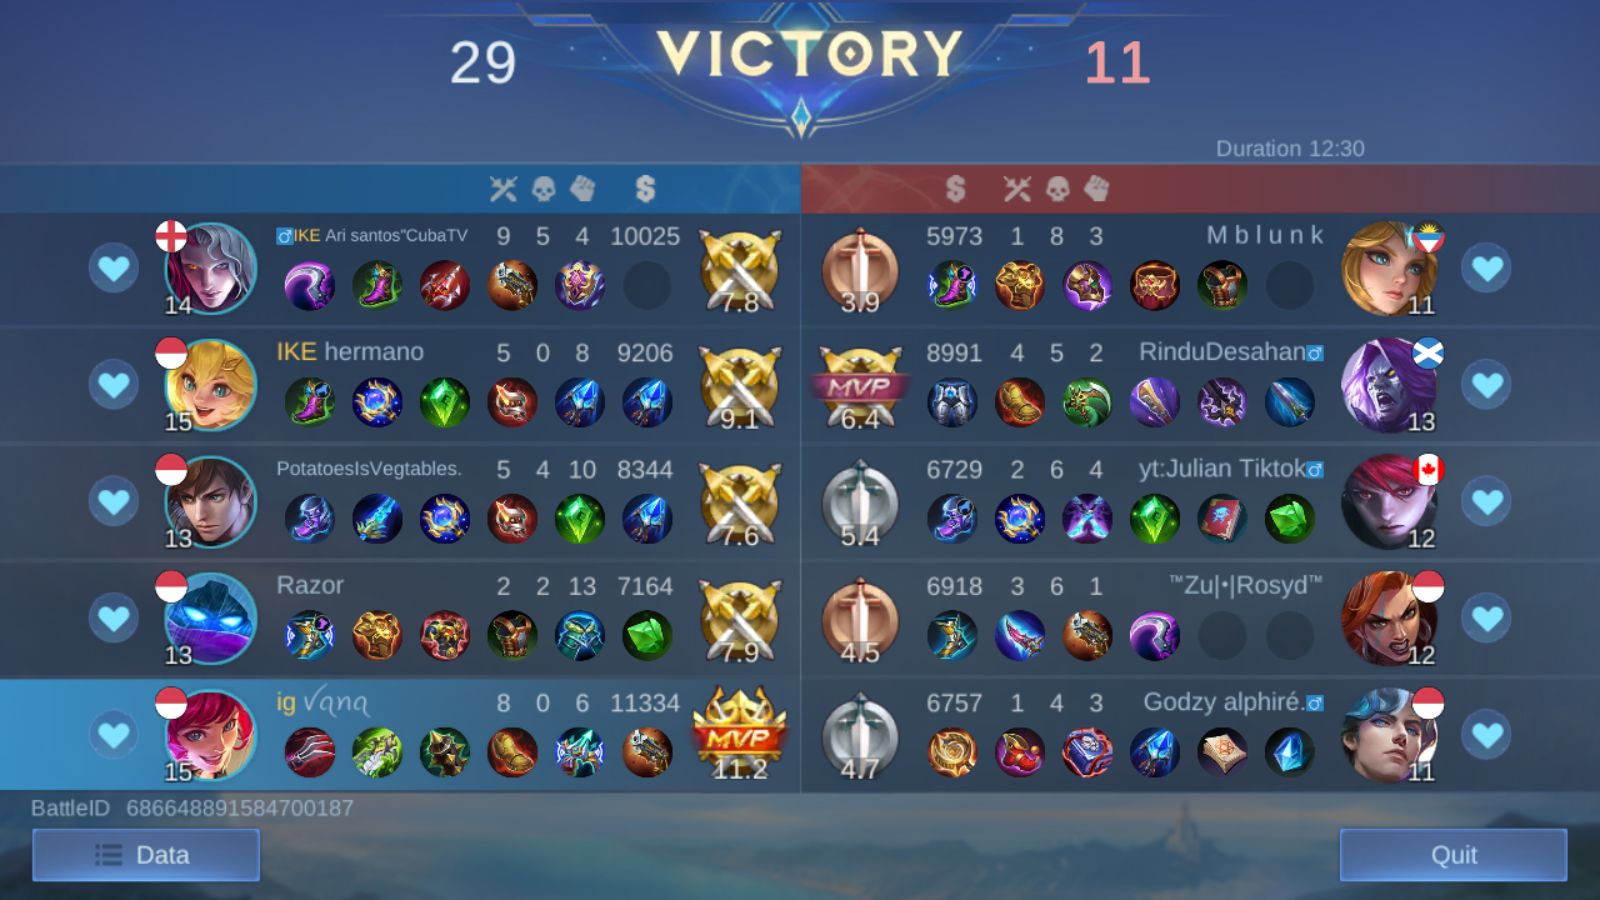 29 VICTORY 11
Duration 12:30
IKE Ari santos"CubaTV 9 5 4 10025
14 7.8
5973 1 8 3 M b l u n k
3.9 11
IKE hermano 5 0 8 9206
15 9.1
8991 4 5 2 RinduDesahan
MVP
6.4 13
PotatoesIsVegtables. 5 4 10 8344
13 7.6
6729 2 6 4 yt:Julian Tiktok
5.4 12
Razor 2 2 13 7164
13 7.9
6918 3 6 1 ™Zu|•|Rosyd™
4.5 12
ig Vana 8 0 6 11334
MVP
15 11.2
6757 1 4 3 Godzy alphiré.
4.7 11
BattleID 686648891584700187
Data
Quit